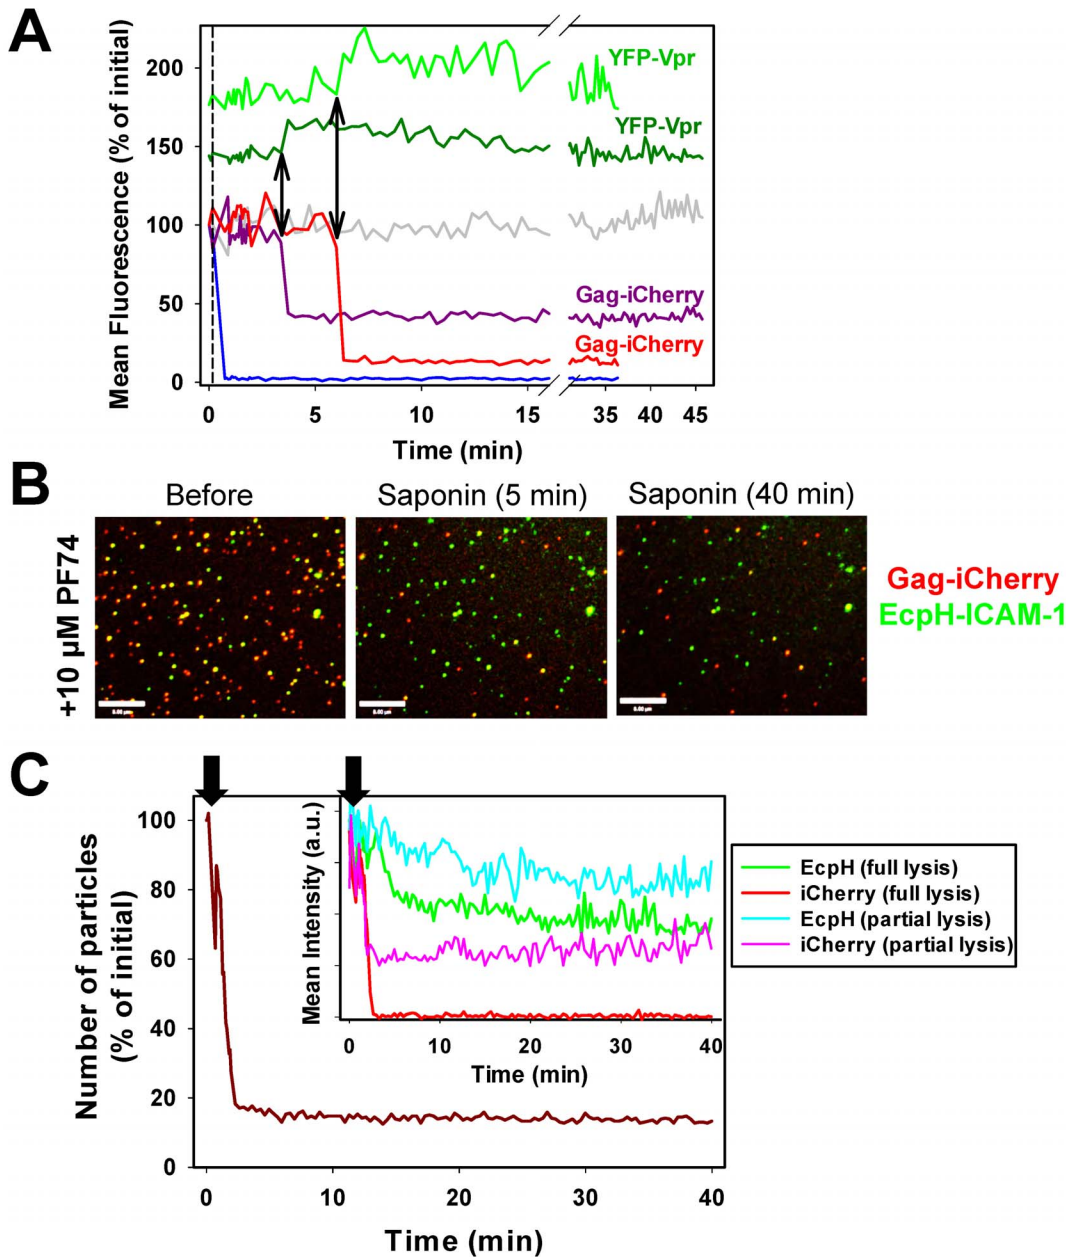 A
Mean Fluorescence (% of initial)
200
150
100
50
0
YFP-Vpr
YFP-Vpr
Gag-iCherry
Gag-iCherry
0 5 10 15 35 40 45
Time (min)
B
Before
Saponin (5 min)
Saponin (40 min)
+10 µM PF74
Gag-iCherry
EcpH-ICAM-1
C
Number of particles
(% of initial)
100
80
60
40
20
0
Mean Intensity (a.u.)
0 10 20 30 40
Time (min)
EcpH (full lysis)
iCherry (full lysis)
EcpH (partial lysis)
iCherry (partial lysis)
0 10 20 30 40
Time (min)